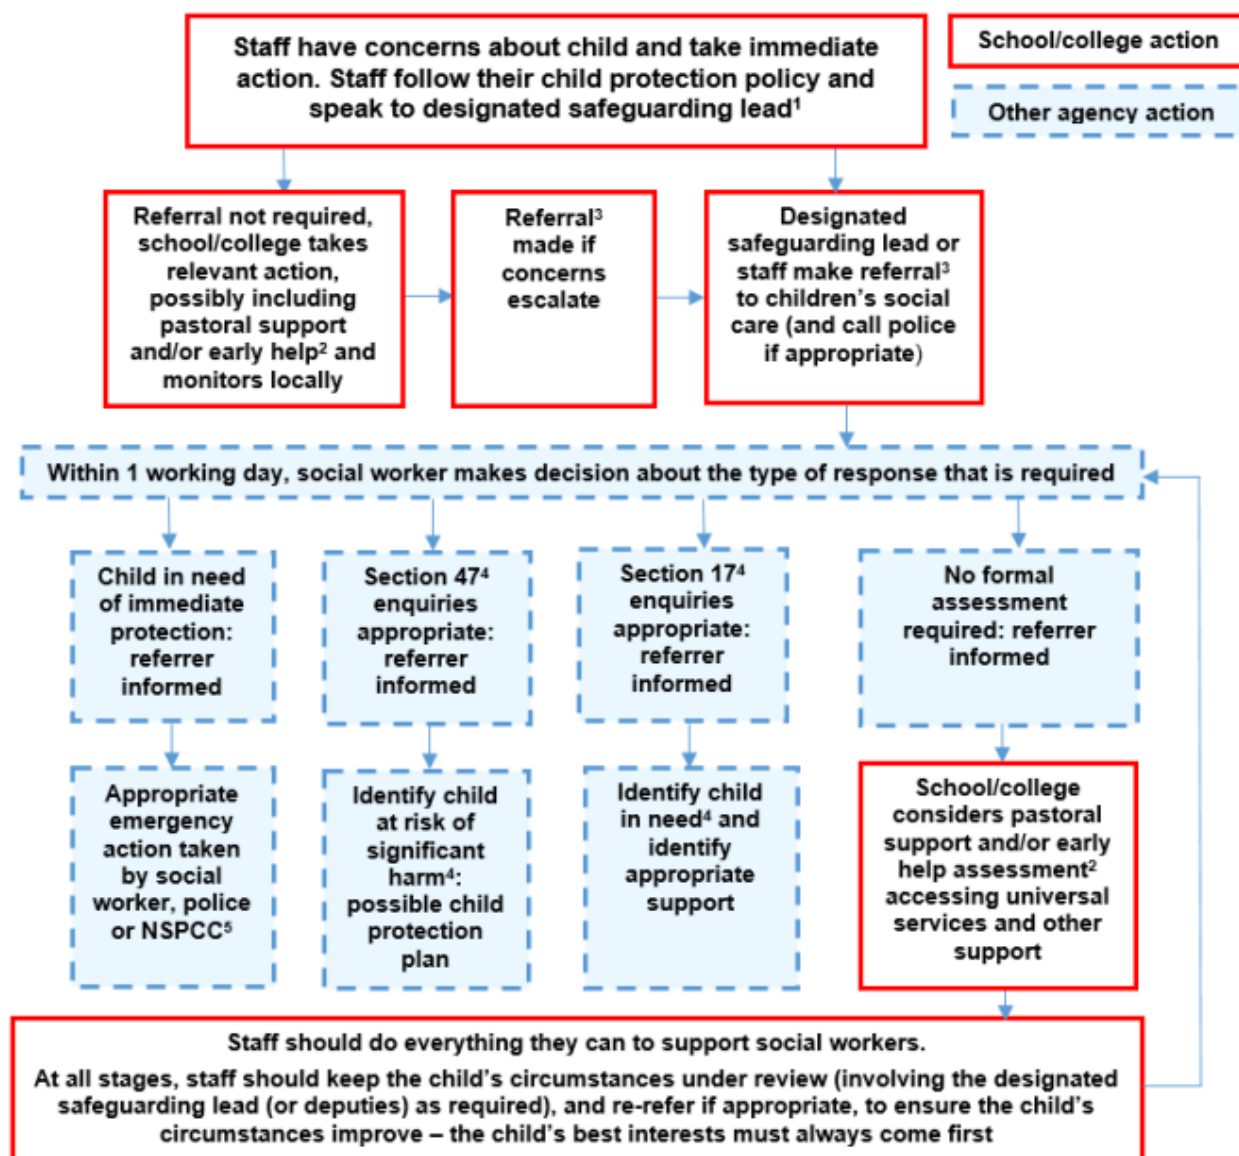 Staff have concerns about child and take immediate
action. Staff follow their child protection policy and
speak to designated safeguarding lead¹
School/college action
Other agency action
Referral not required,
school/college takes
relevant action,
possibly including
pastoral support
and/or early help² and
monitors locally
Referral³
made if
concerns
escalate
Designated
safeguarding lead or
staff make referral³
to children's social
care (and call police
if appropriate)
Within 1 working day, social worker makes decision about the type of response that is required
Child in need
of immediate
protection:
referrer
informed
Section 47⁴
enquiries
appropriate:
referrer
informed
Section 17⁴
enquiries
appropriate:
referrer
informed
No formal
assessment
required: referrer
informed
Appropriate
emergency
action taken
by social
worker, police
or NSPCC⁵
Identify child
at risk of
significant
harm⁴:
possible child
protection
plan
Identify child
in need⁴ and
identify
appropriate
support
School/college
considers pastoral
support and/or early
help assessment²
accessing universal
services and other
support
Staff should do everything they can to support social workers.
At all stages, staff should keep the child's circumstances under review (involving the designated
safeguarding lead (or deputies) as required), and re-refer if appropriate, to ensure the child's
circumstances improve – the child's best interests must always come first